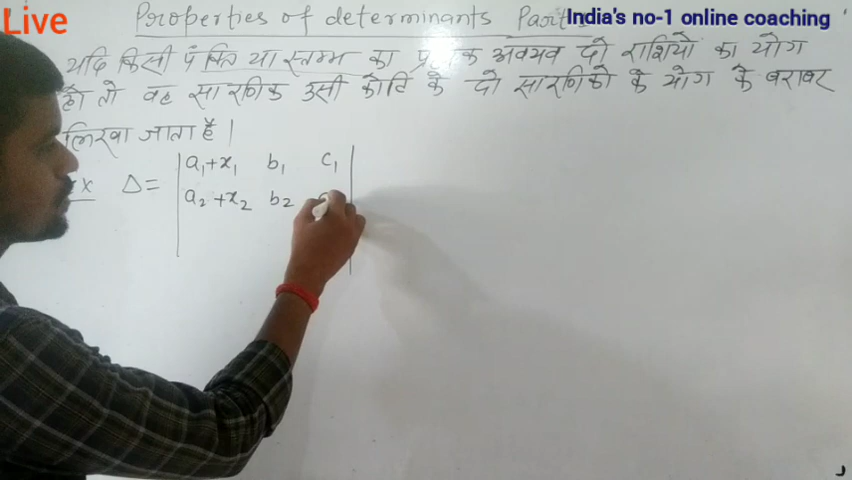 Live
Properties of determinants Part
India's no-1 online coaching
यदि किसी पंक्ति या स्तम्भ का अवयव दो राशियों का योग
हो तो वह सारणिक उसी कोटि के दो सारणिकों के योग के बराबर
लिखा जाता है।
Δ= | a₁+x₁ b₁ c₁ |
a₂+x₂ b₂